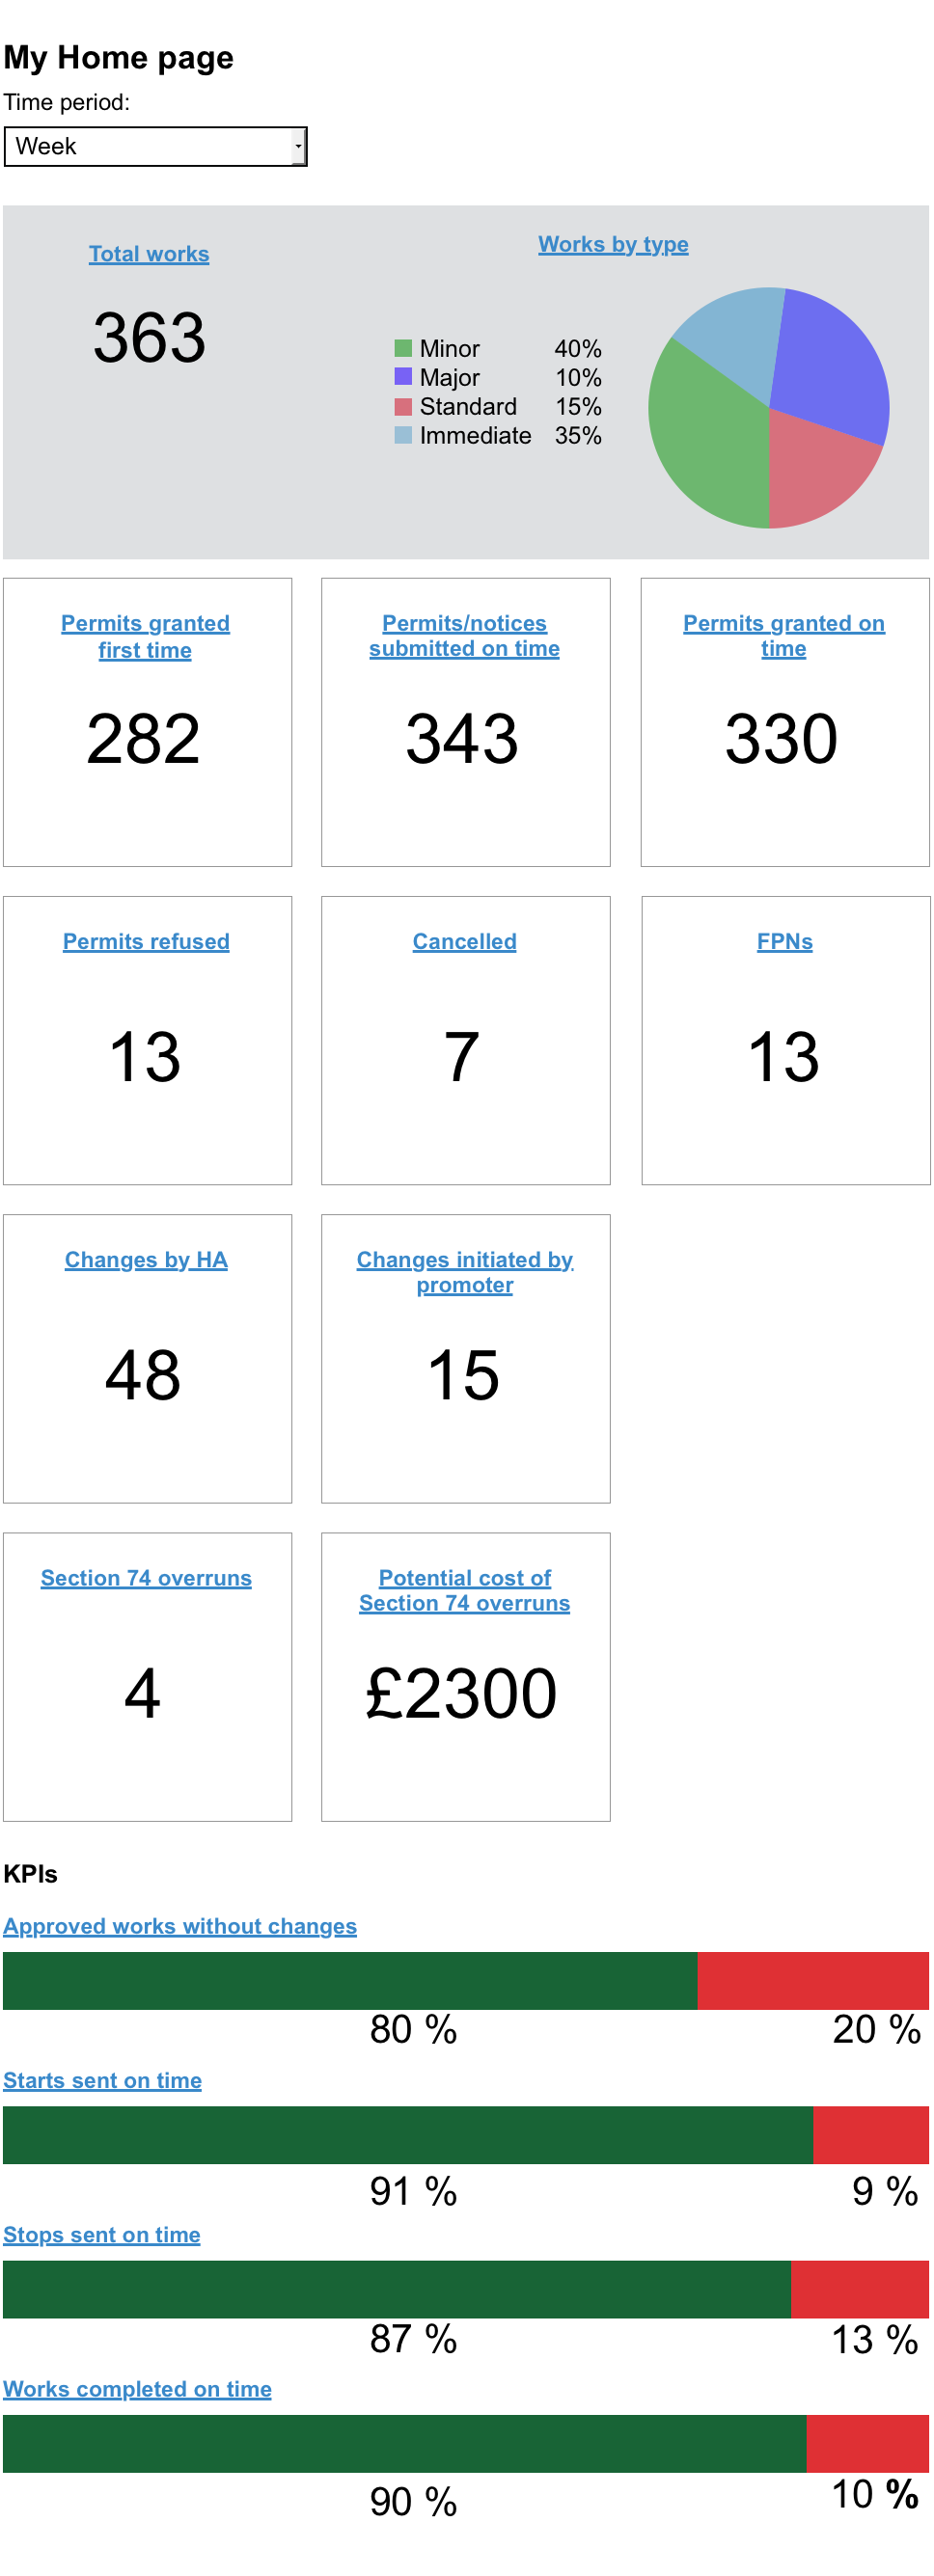 My Home page
Time period:
Week
Total works
363
Works by type
Minor 40%
Major 10%
Standard 15%
Immediate 35%
Permits granted
first time
282
Permits/notices
submitted on time
343
Permits granted on
time
330
Permits refused
13
Cancelled
7
FPNs
13
Changes by HA
48
Changes initiated by
promoter
15
Section 74 overruns
4
Potential cost of
Section 74 overruns
£2300
KPIs
Approved works without changes
80 % 20 %
Starts sent on time
91 % 9 %
Stops sent on time
87 % 13 %
Works completed on time
90 % 10 %